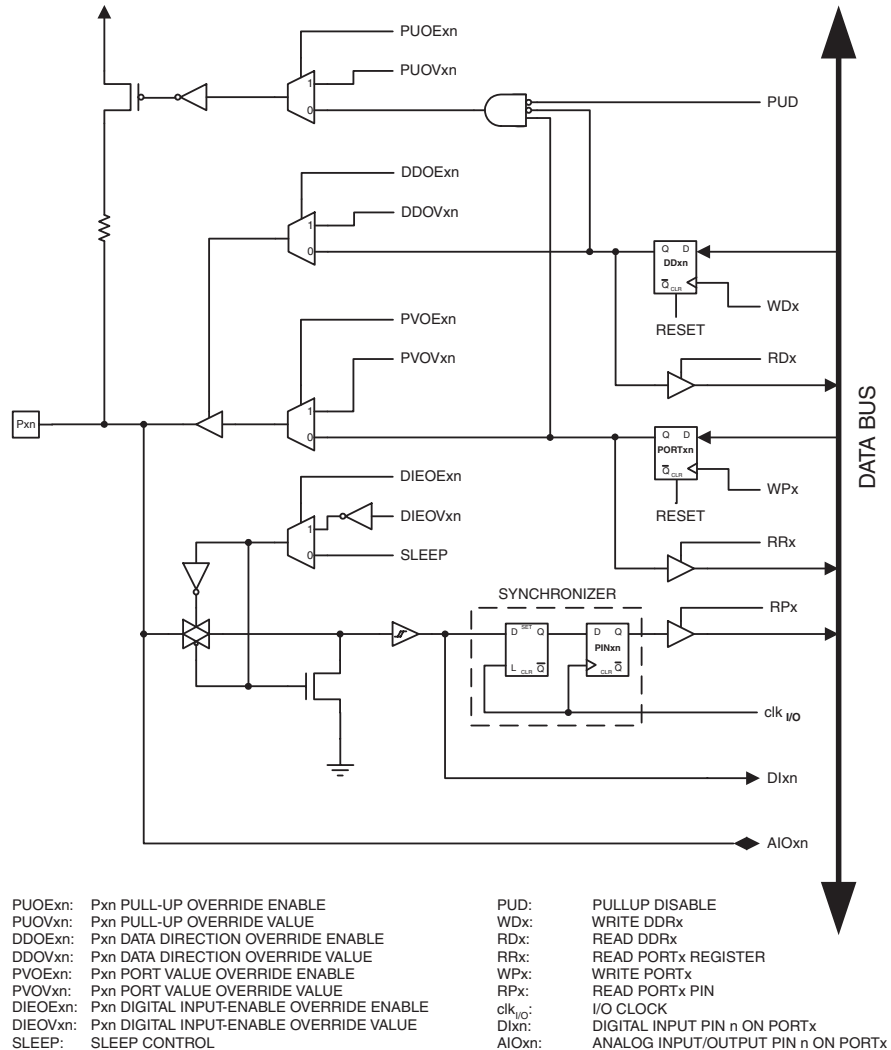 PUOExn
PUOVxn
1
0
PUD
DDOExn
DDOVxn
1
0
Q D
DDxn
Q CLR
WDx
RESET
RDx
PVOExn
PVOVxn
1
0
Pxn
Q D
PORTxn
Q CLR
WPx
RESET
DATA BUS
DIEOExn
DIEOVxn
1
0
SLEEP
RRx
SYNCHRONIZER
RPx
D SET Q
L CLR Q
D Q
PINxn
CLR Q
clk I/O
DIxn
AIOxn
PUOExn: Pxn PULL-UP OVERRIDE ENABLE
PUOVxn: Pxn PULL-UP OVERRIDE VALUE
DDOExn: Pxn DATA DIRECTION OVERRIDE ENABLE
DDOVxn: Pxn DATA DIRECTION OVERRIDE VALUE
PVOExn: Pxn PORT VALUE OVERRIDE ENABLE
PVOVxn: Pxn PORT VALUE OVERRIDE VALUE
DIEOExn: Pxn DIGITAL INPUT-ENABLE OVERRIDE ENABLE
DIEOVxn: Pxn DIGITAL INPUT-ENABLE OVERRIDE VALUE
SLEEP: SLEEP CONTROL
PUD: PULLUP DISABLE
WDx: WRITE DDRx
RDx: READ DDRx
RRx: READ PORTx REGISTER
WPx: WRITE PORTx
RPx: READ PORTx PIN
clkI/O: I/O CLOCK
DIxn: DIGITAL INPUT PIN n ON PORTx
AIOxn: ANALOG INPUT/OUTPUT PIN n ON PORTx